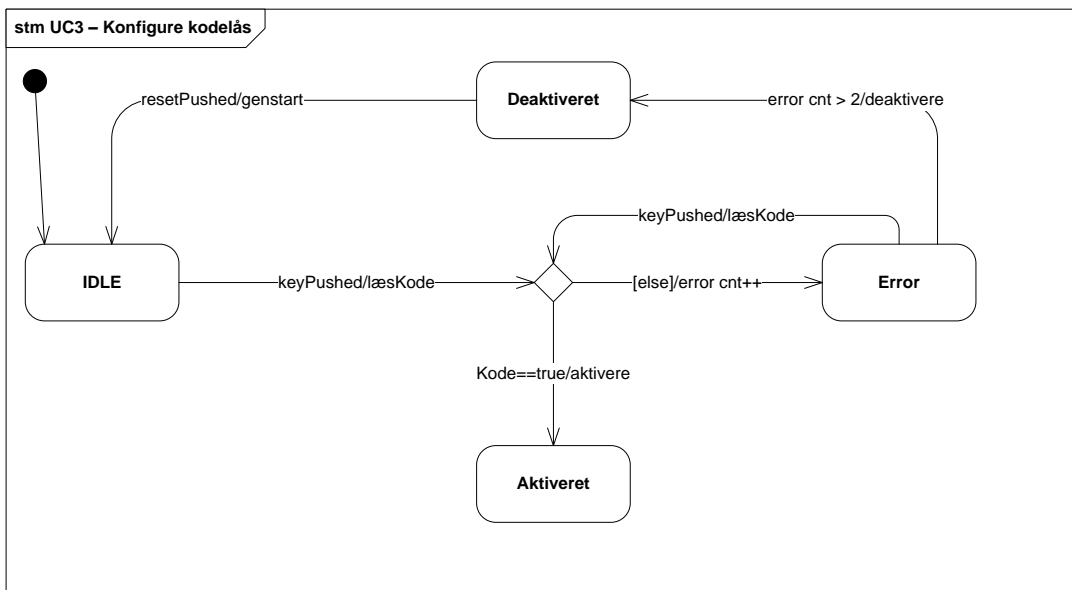 stm UC3 – Konfigure kodelås
resetPushed/genstart
Deaktiveret
error cnt > 2/deaktivere
keyPushed/læsKode
IDLE
keyPushed/læsKode
[else]/error cnt++
Error
Kode==true/aktivere
Aktiveret